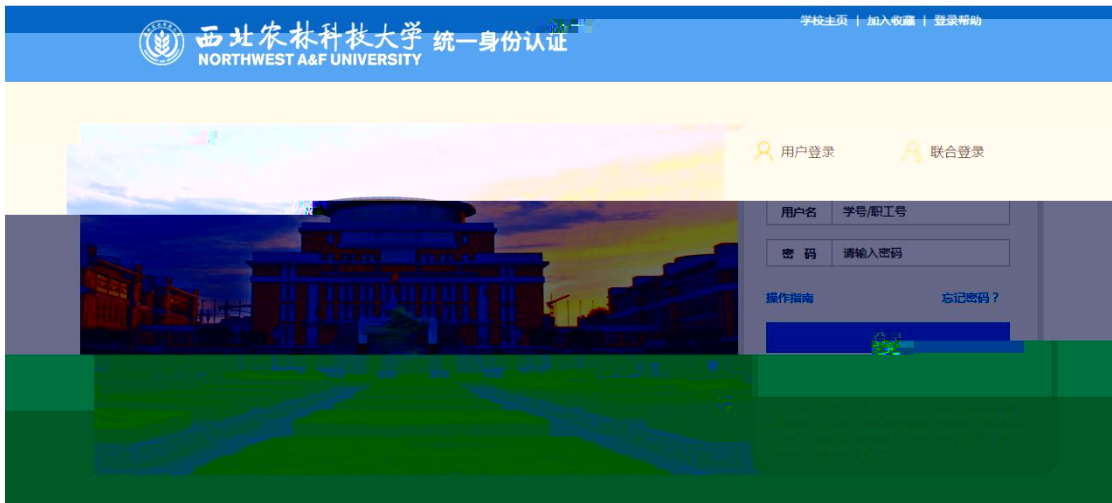 学校主页 | 加入收藏 | 登录帮助
西北农林科技大学 统一身份认证
NORTHWEST A&F UNIVERSITY
用户登录 联合登录
用户名 学号/职工号
密 码 请输入密码
操作指南 忘记密码？
登录